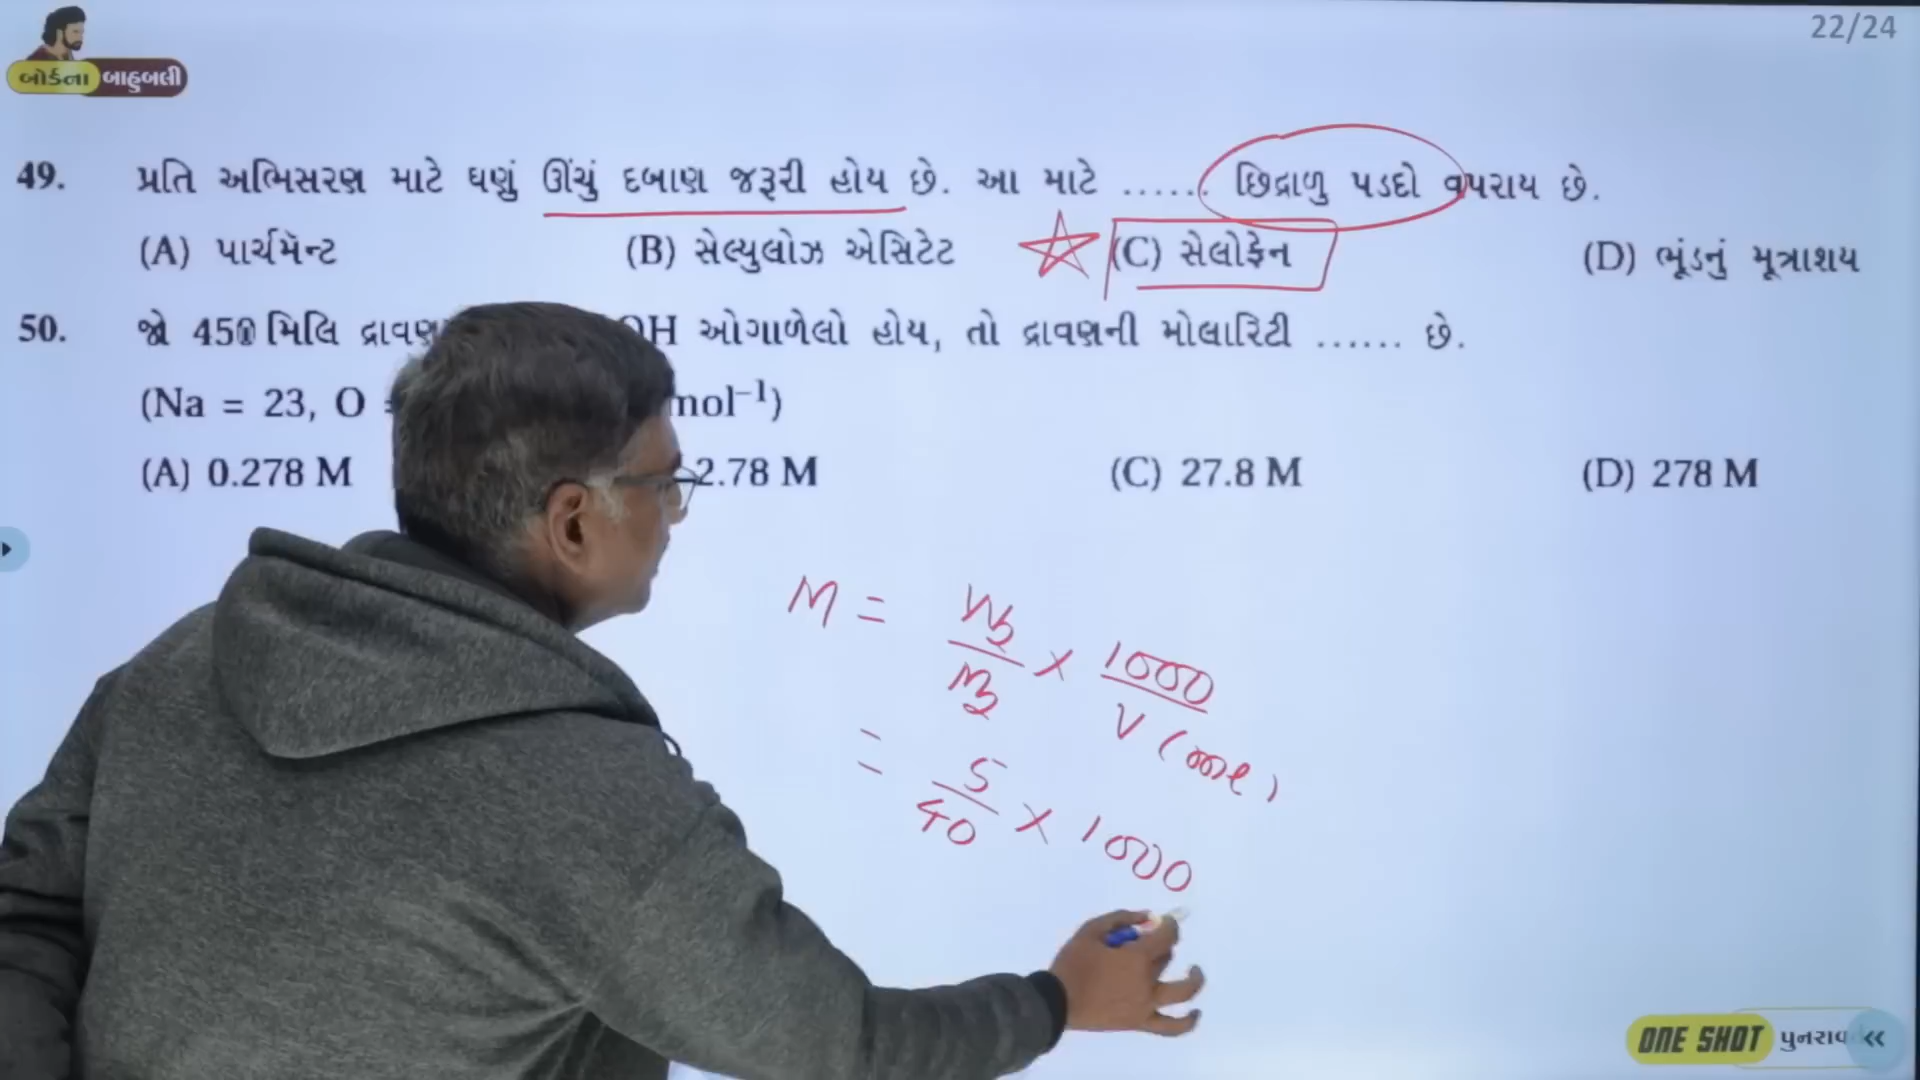 22/24
બોર્ડના બાહુબલી
49. પ્રતિ અભિસરણ માટે ઘણું ઊંચું દબાણ જરૂરી હોય છે. આ માટે ...... છિદ્રાળુ પડદો વપરાય છે.
(A) પાર્ચમૅન્ટ (B) સેલ્યુલોઝ એસિટેટ (C) સેલોફેન (D) ભૂંડનું મૂત્રાશય
50. જો 450 મિલિ OH ઓગાળેલો હોય, તો દ્રાવણની મોલારિટી ...... છે.
(Na = 23, O mol⁻¹)
(A) 0.278 M 2.78 M (C) 27.8 M (D) 278 M
M = W₂/M₂ × 1000/V (ml)
= 5/40 × 1000
ONE SHOT